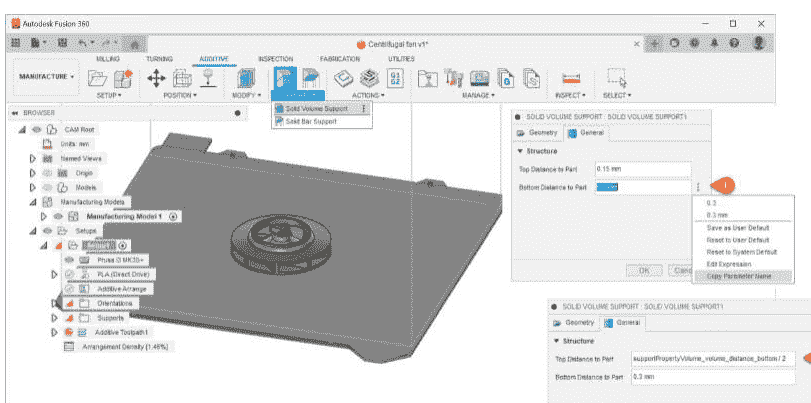 Autodesk Fusion 360
Centrifugal fan v1*
MILLING TURNING ADDITIVE INSPECTION FABRICATION UTILITIES
MANUFACTURE
G1
G2
SETUP POSITION MODIFY ACTIONS MANAGE INSPECT SELECT
Solid Volume Support
Solid Bar Support
BROWSER
CAM Root
Units: mm
Named Views
Origin
Models
Manufacturing Models
Manufacturing Model 1
Setups
Prusa i3 MK3S+
PLA (Direct Drive)
Additive Arrange
Orientations
Supports
Additive Toolpath1
Arrangement Density [1.46%]
SOLID VOLUME SUPPORT : SOLID VOLUME SUPPORT1
Geometry General
Structure
Top Distance to Part 0.15 mm
Bottom Distance to Part
1
0.3
0.3 mm
Save as User Default
Reset to User Default
Reset to System Default
Edit Expression
Copy Parameter Name
OK Canc
SOLID VOLUME SUPPORT : SOLID VOLUME SUPPORT1
Geometry General
Structure
Top Distance to Part supportPropertyVolume_volume_distance_bottom / 2
Bottom Distance to Part 0.3 mm